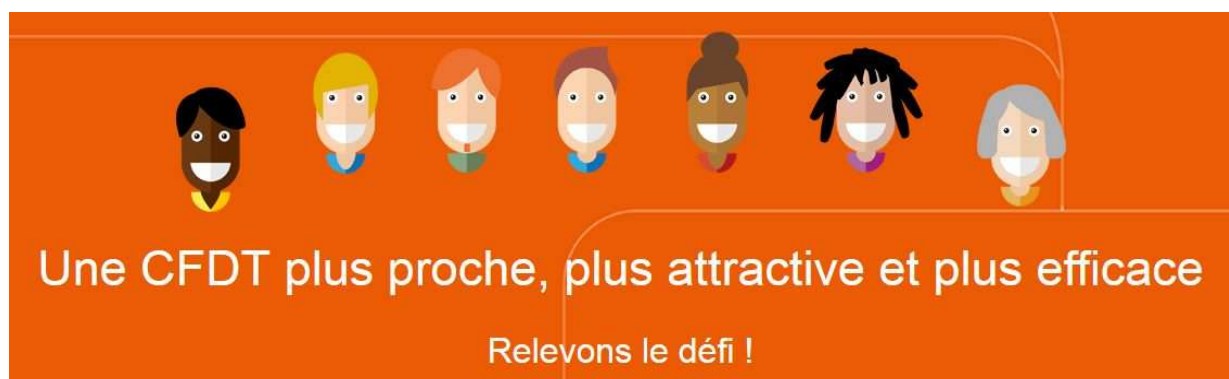 Une CFDT plus proche, plus attractive et plus efficace
Relevons le défi !